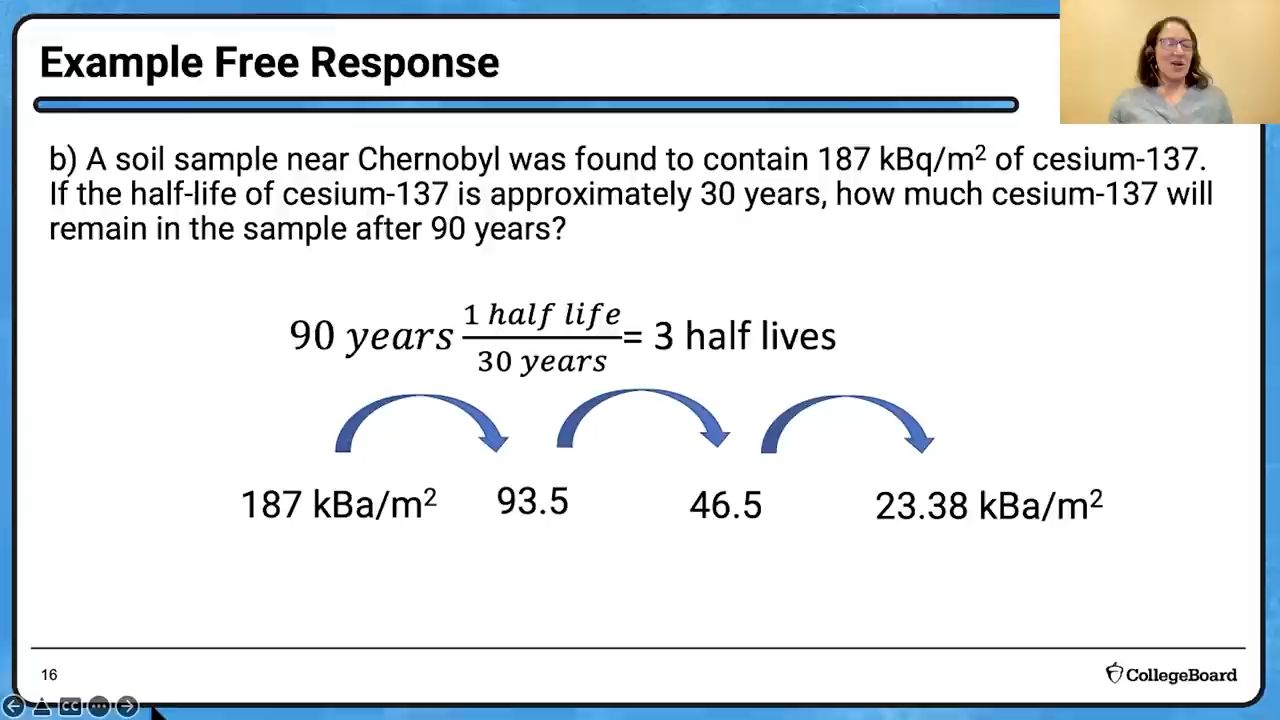 Example Free Response
b) A soil sample near Chernobyl was found to contain 187 kBq/m² of cesium-137.
If the half-life of cesium-137 is approximately 30 years, how much cesium-137 will
remain in the sample after 90 years?
90 years 1 half life / 30 years = 3 half lives
187 kBa/m² 93.5 46.5 23.38 kBa/m²
16
CollegeBoard
CC